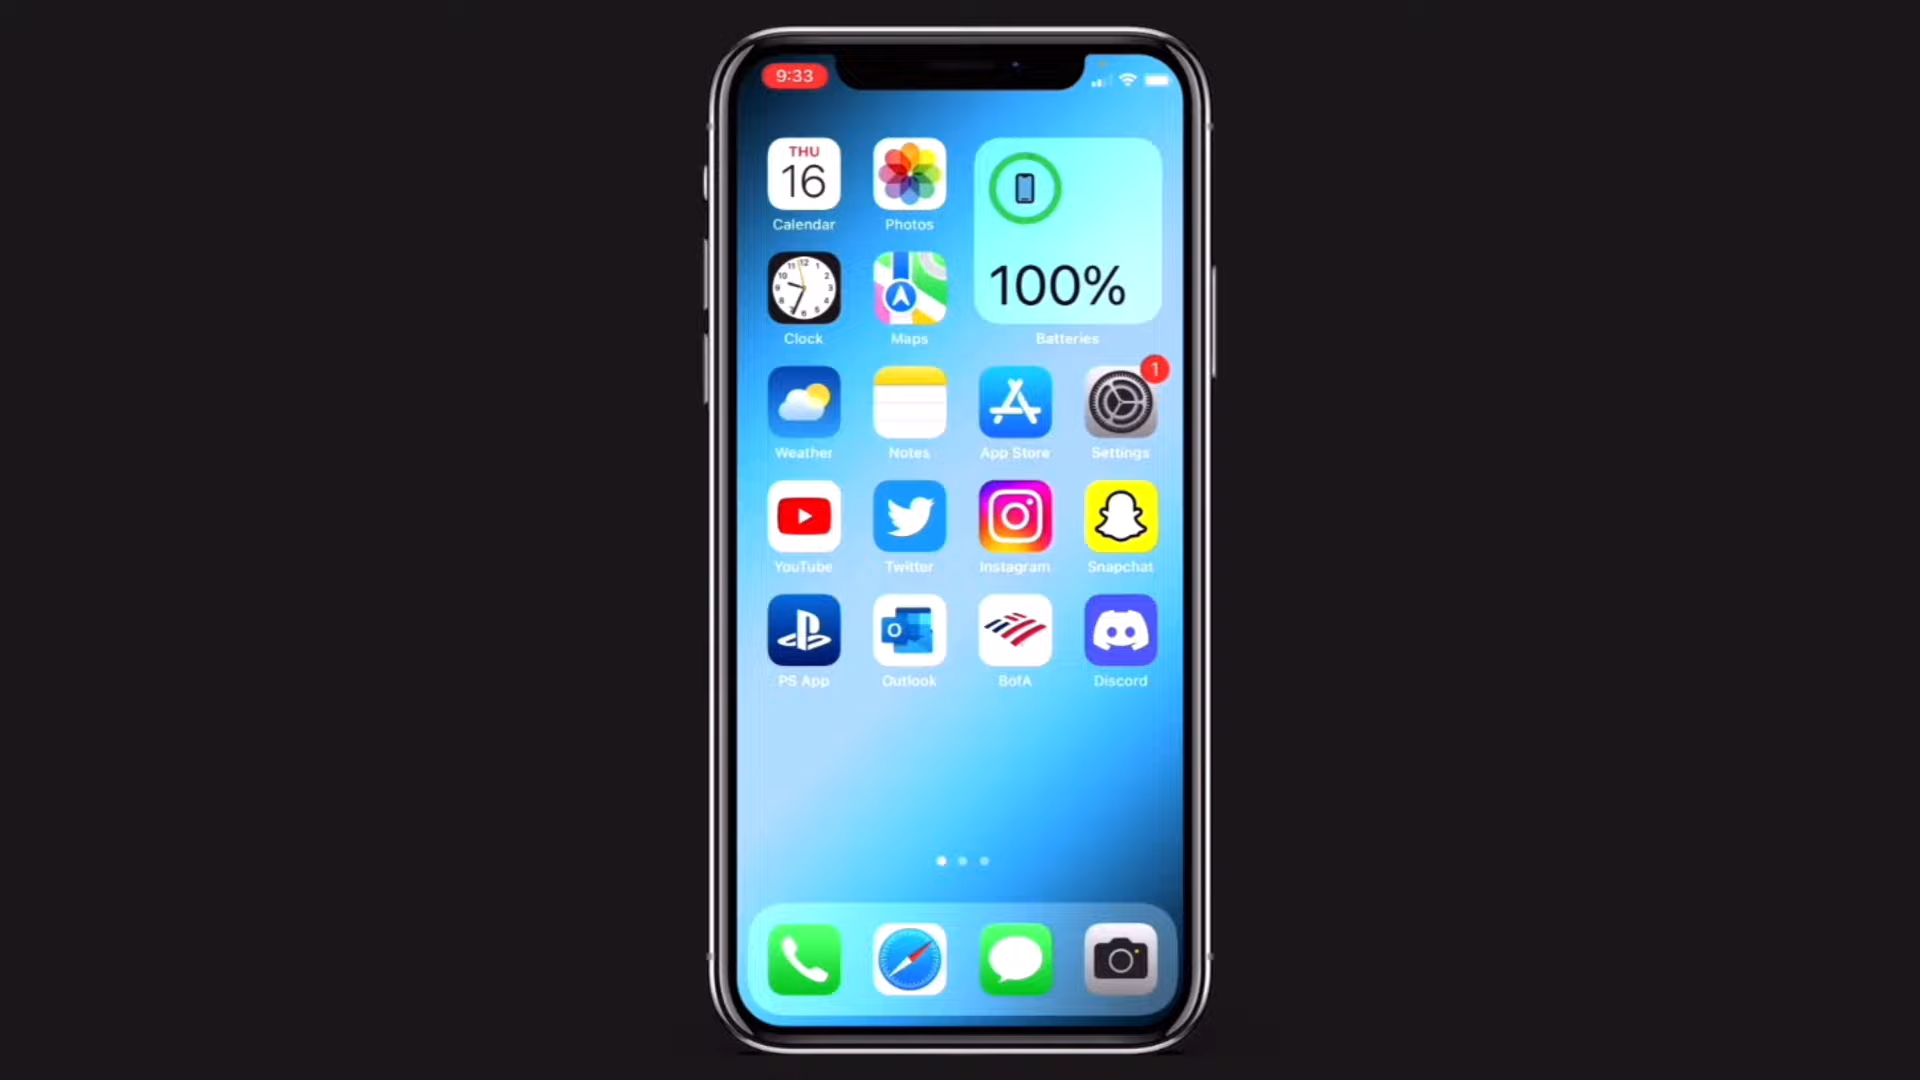 9:33
THU
16
Calendar
Photos
100%
Clock
Maps
Batteries
1
Weather
Notes
App Store
Settings
YouTube
Twitter
Instagram
Snapchat
O
PS App
Outlook
BofA
Discord